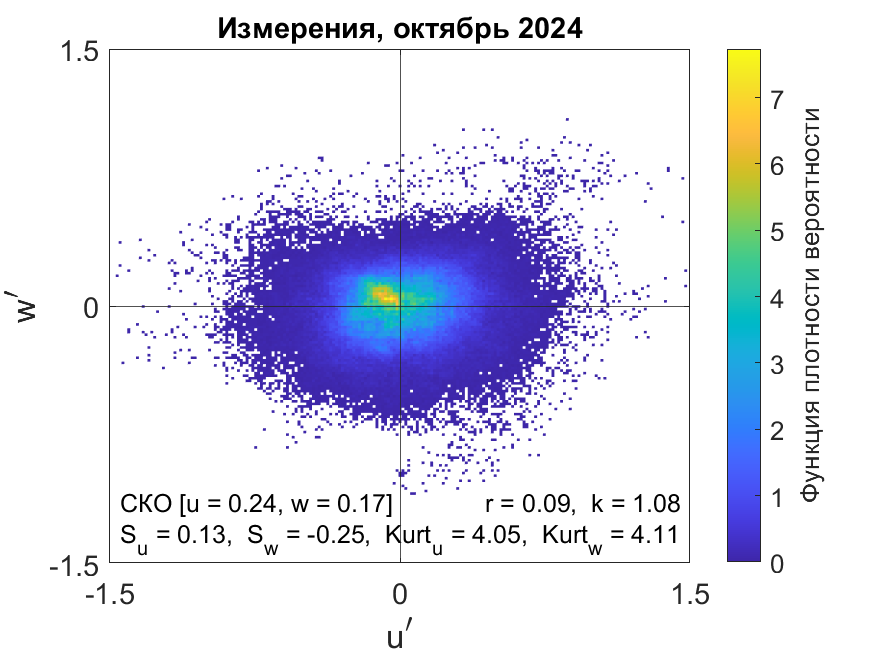 Измерения, октябрь 2024
1.5
0
-1.5
w′
СКО [u = 0.24, w = 0.17] r = 0.09, k = 1.08
S_u = 0.13, S_w = -0.25, Kurt_u = 4.05, Kurt_w = 4.11
-1.5 0 1.5
u′
7
6
5
4
3
2
1
0
Функция плотности вероятности